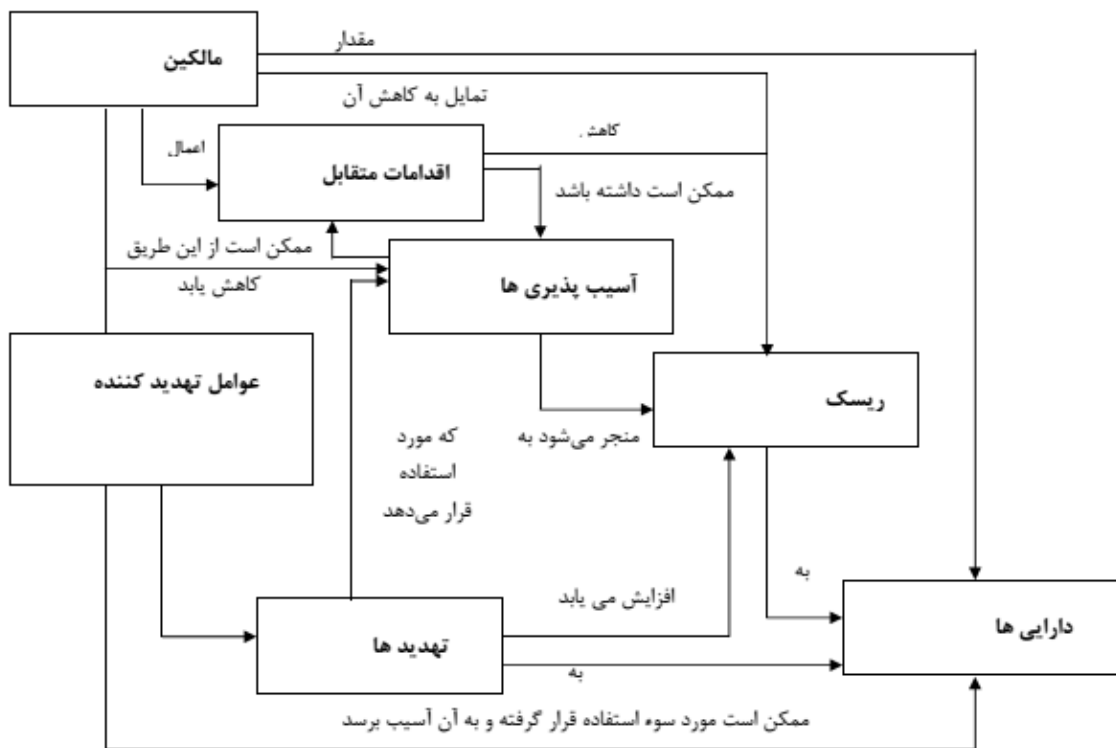 مقدار
مالکین
تمایل به کاهش آن
کاهش
اعمال
اقدامات متقابل
ممکن است داشته باشد
ممکن است از این طریق
کاهش یابد
آسیب پذیری ها
عوامل تهدید کننده
ریسک
که مورد
استفاده
قرار می‌دهد
منجر می‌شود به
به
افزایش می یابد
دارایی ها
تهدید ها
به
ممکن است مورد سوء استفاده قرار گرفته و به آن آسیب برسد